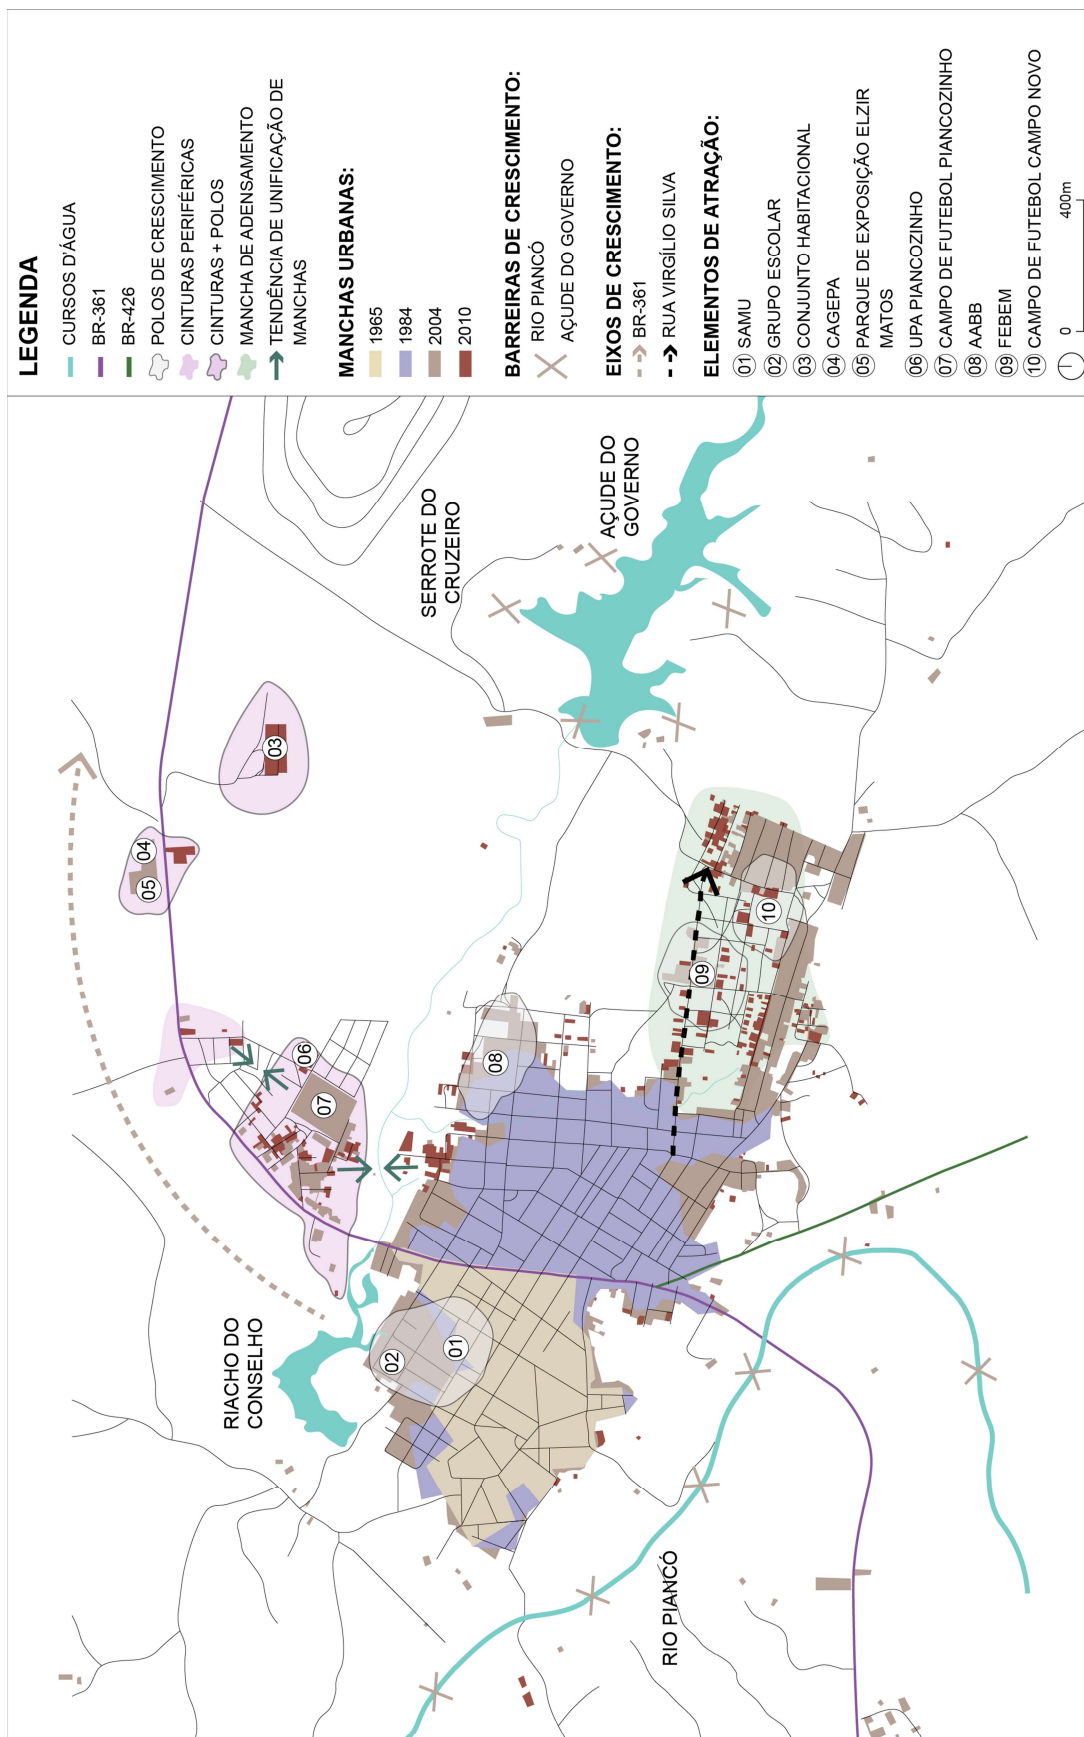 LEGENDA
CURSOS D'ÁGUA
BR-361
BR-426
POLOS DE CRESCIMENTO
CINTURAS PERIFÉRICAS
CINTURAS + POLOS
MANCHA DE ADENSAMENTO
TENDÊNCIA DE UNIFICAÇÃO DE
MANCHAS
MANCHAS URBANAS:
1965
1984
2004
2010
BARREIRAS DE CRESCIMENTO:
RIO PIANCÓ
AÇUDE DO GOVERNO
EIXOS DE CRESCIMENTO:
BR-361
RUA VIRGÍLIO SILVA
ELEMENTOS DE ATRAÇÃO:
01 SAMU
02 GRUPO ESCOLAR
03 CONJUNTO HABITACIONAL
04 CAGEPA
05 PARQUE DE EXPOSIÇÃO ELZIR
MATOS
06 UPA PIANCOZINHO
07 CAMPO DE FUTEBOL PIANCOZINHO
08 AABB
09 FEBEM
10 CAMPO DE FUTEBOL CAMPO NOVO
0 400m
RIACHO DO
CONSELHO
SERROTE DO
CRUZEIRO
AÇUDE DO
GOVERNO
RIO PIANCÓ
01
02
03
04
05
06
07
08
09
10